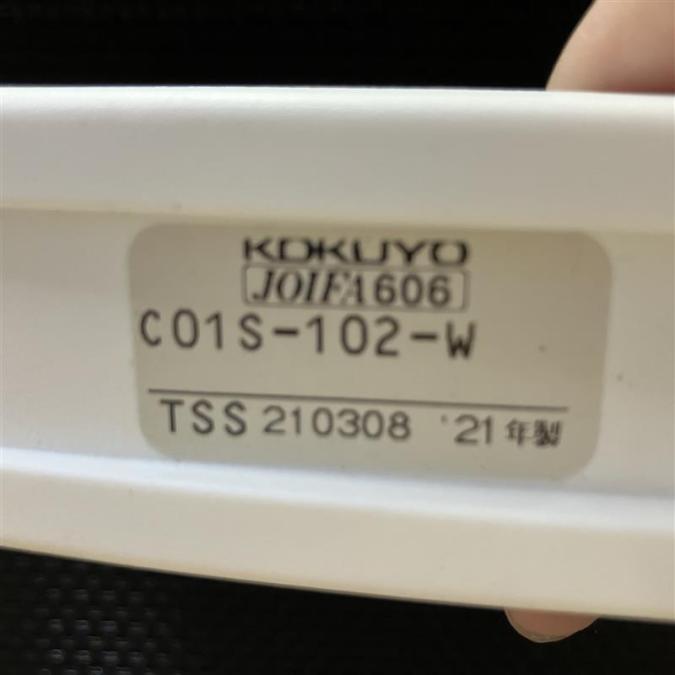 KOKUYO
JOIFA606
C01S-102-W
TSS 210308 '21年製